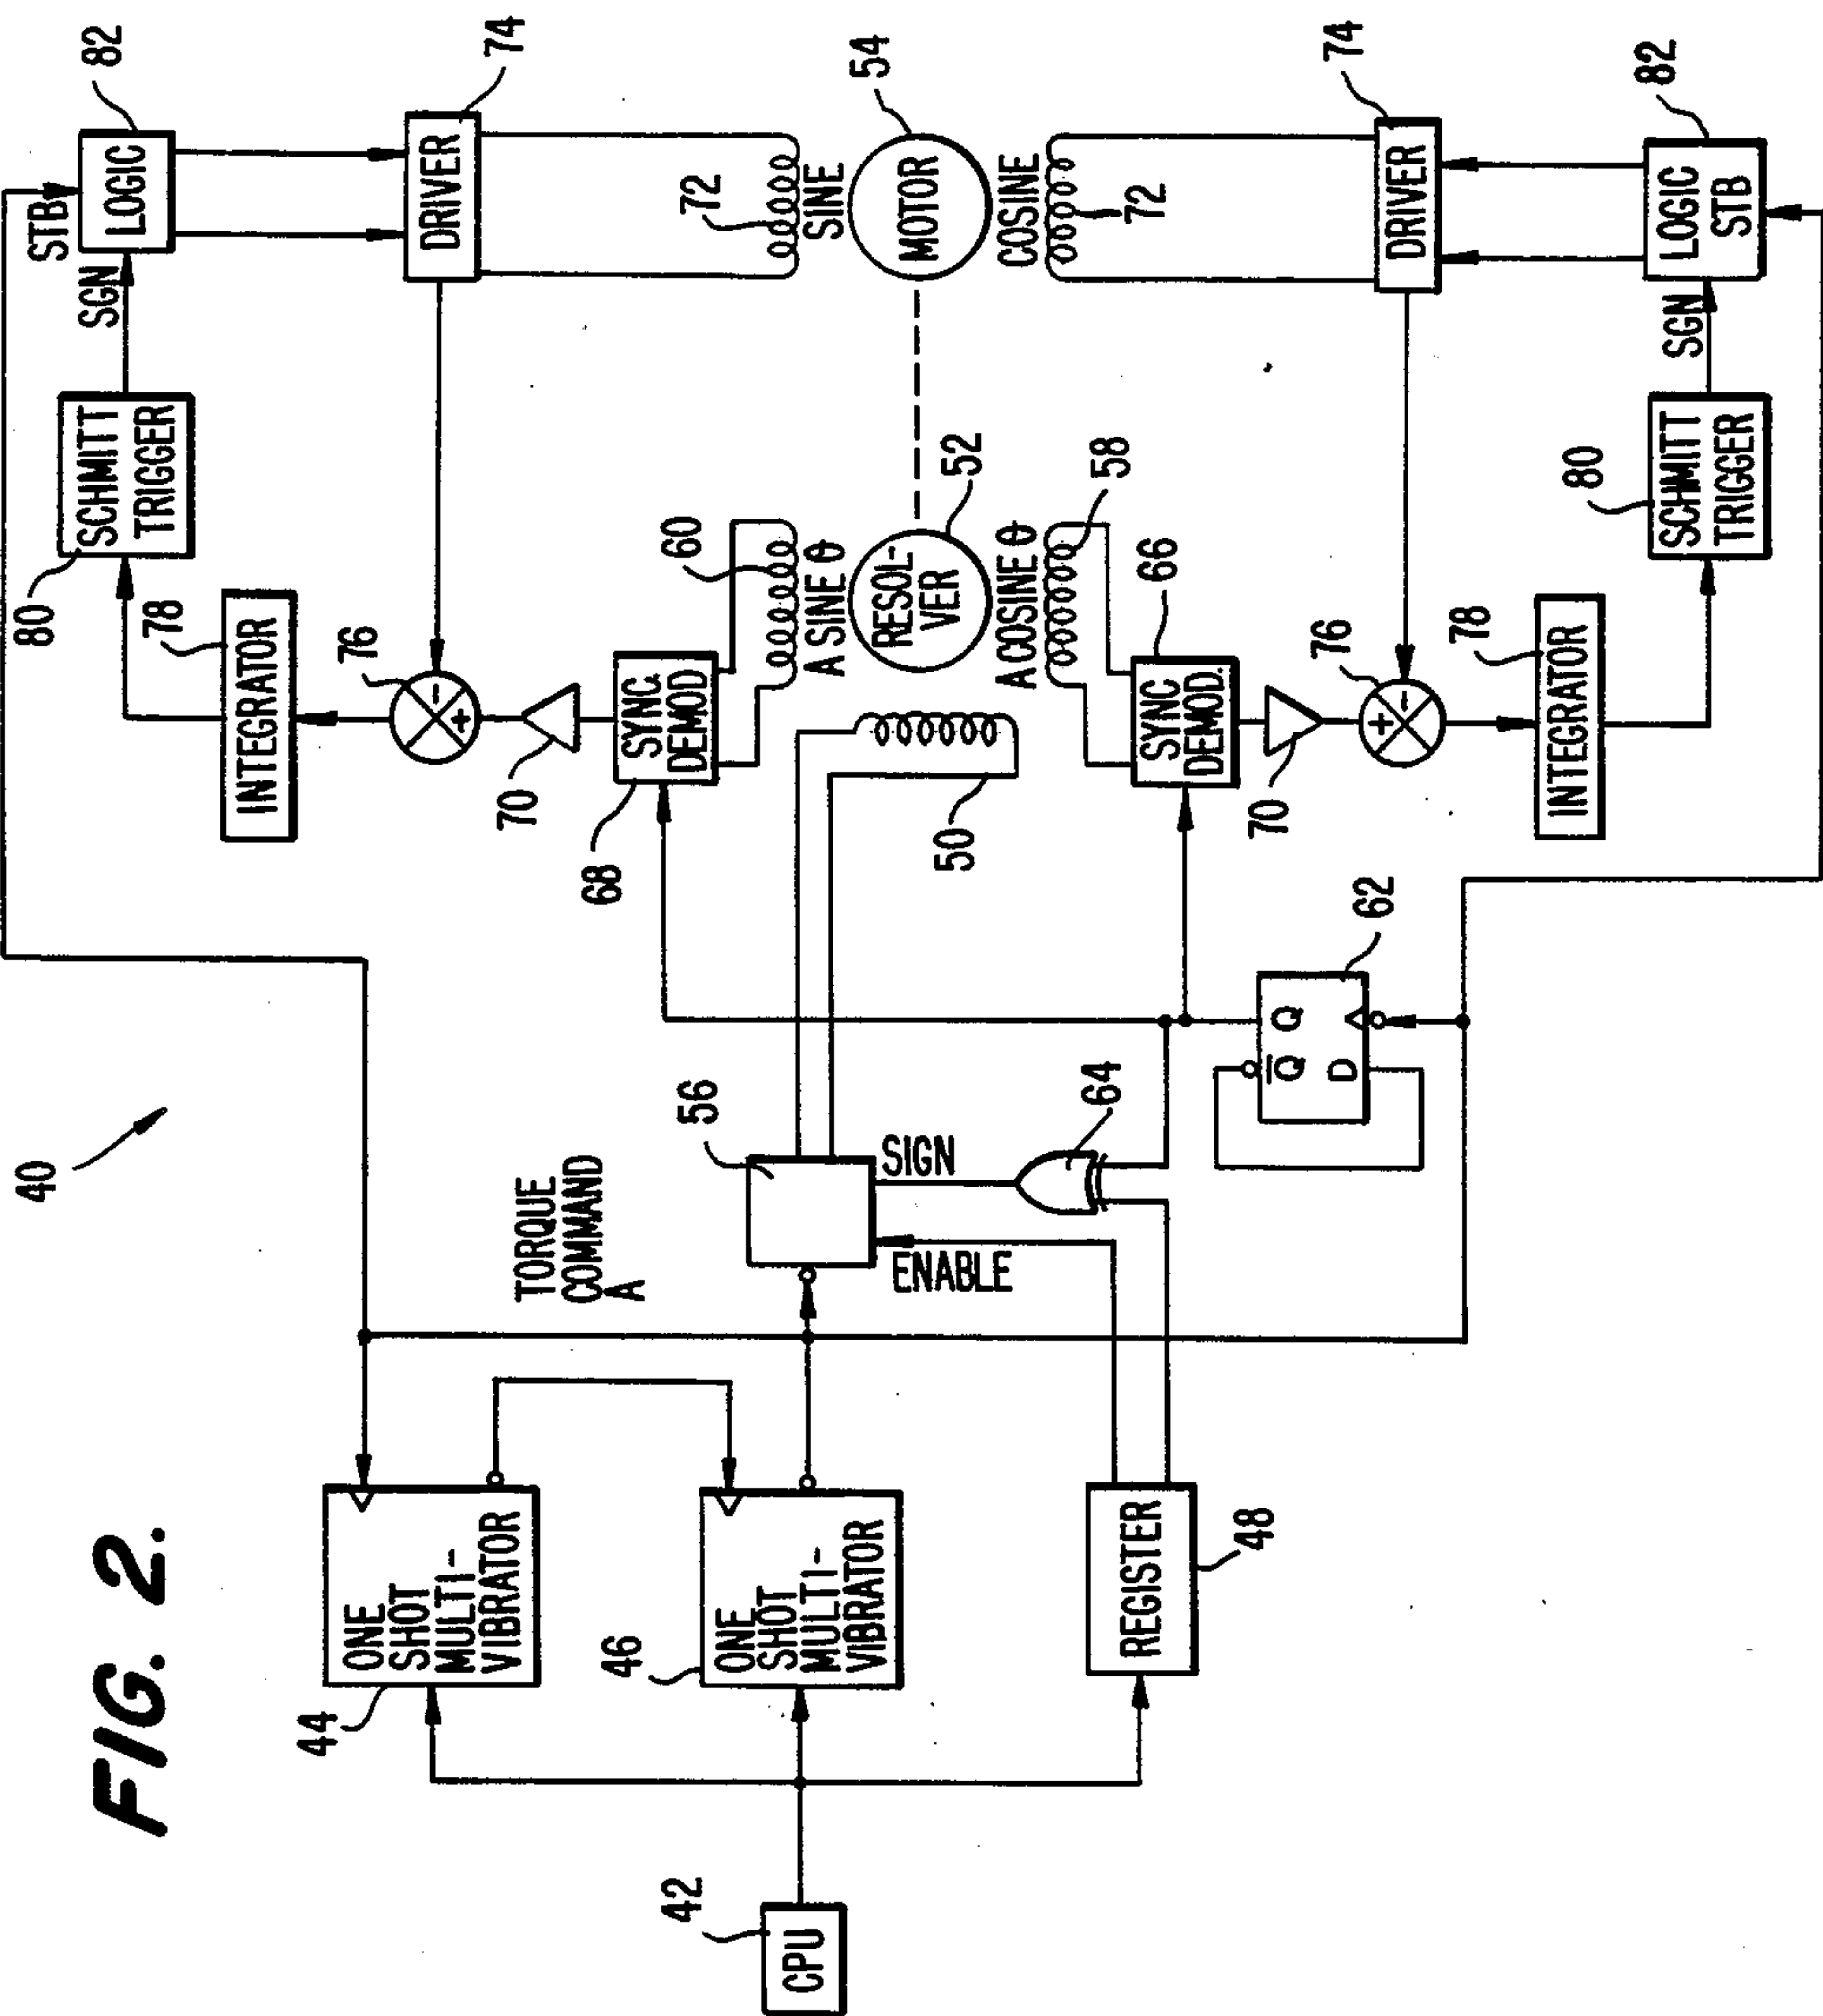 FIG. 2.
40
42
CPU
44
ONE
SHOT
MULTI-
VIBRATOR
46
ONE
SHOT
MULTI-
VIBRATOR
REGISTER
48
TORQUE
COMMAND
A
56
ENABLE
SIGN
64
Q̅
Q
D
62
50
80
SCHMITT
TRIGGER
78
INTEGRATOR
76
-
+
70
68
SYNC.
DEMOD
60
A SINE θ
RESOL-
VER
52
A COSINE θ
58
SYNC
DEMOD.
66
70
76
+
-
78
INTEGRATOR
80
SCHMITT
TRIGGER
SGN
STB
LOGIC
82
DRIVER
74
72
SINE
MOTOR
54
COSINE
72
DRIVER
74
SGN
LOGIC
STB
82